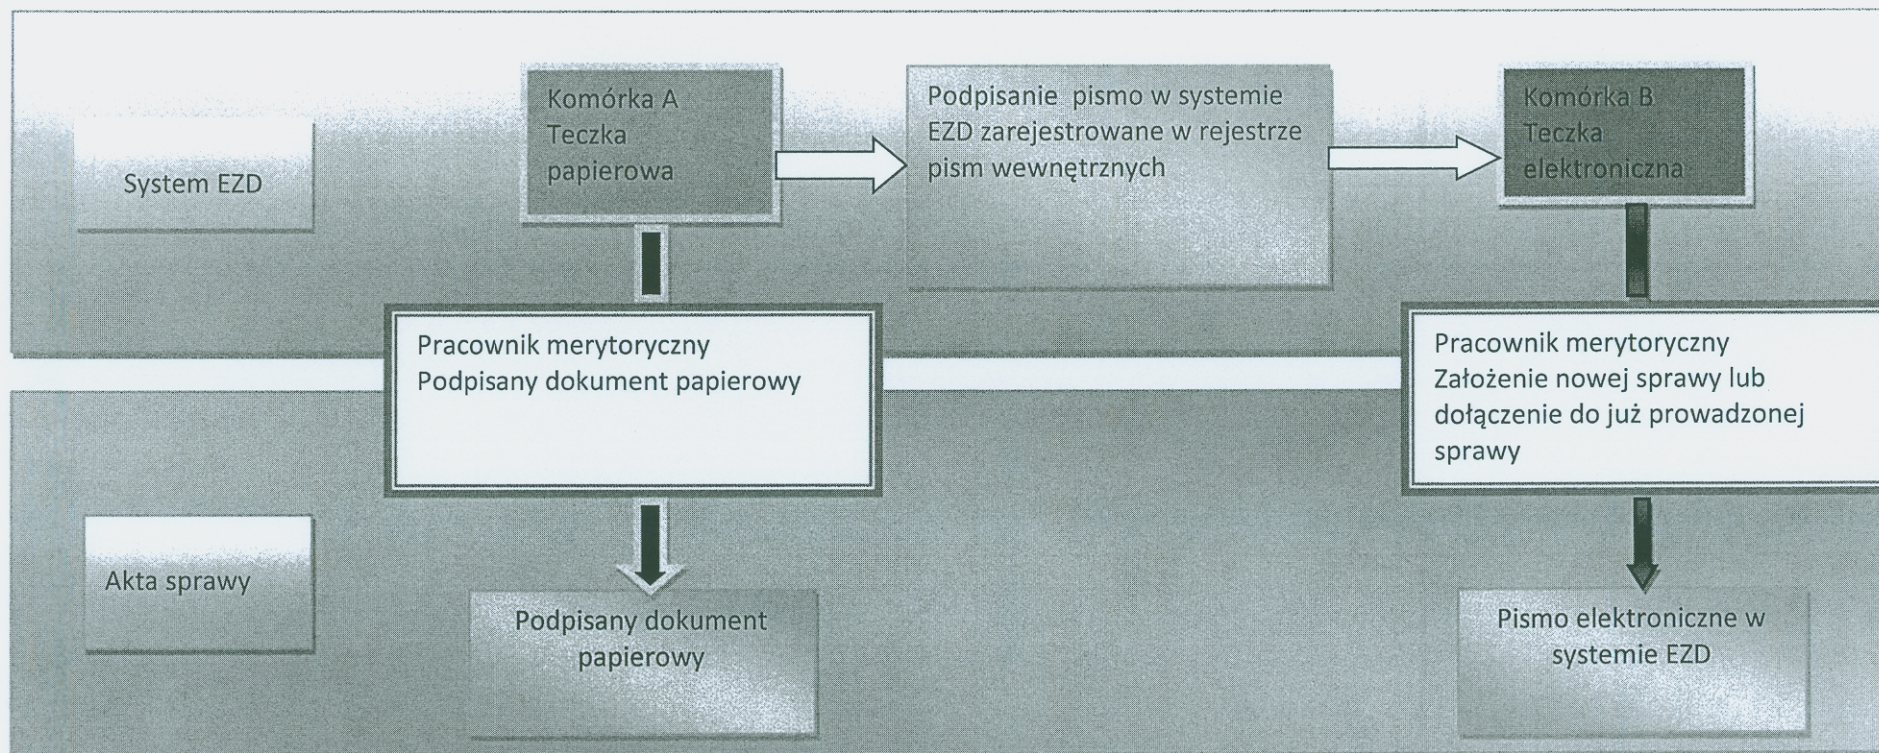 System EZD
Komórka A
Teczka
papierowa
Podpisanie pismo w systemie
EZD zarejestrowane w rejestrze
pism wewnętrznych
Komórka B
Teczka
elektroniczna
Pracownik merytoryczny
Podpisany dokument papierowy
Pracownik merytoryczny
Założenie nowej sprawy lub
dołączenie do już prowadzonej
sprawy
Akta sprawy
Podpisany dokument
papierowy
Pismo elektroniczne w
systemie EZD